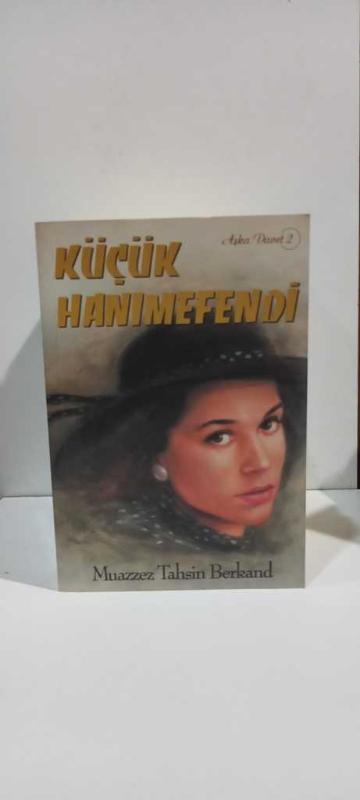 Aşka Davet 2
KÜÇÜK
HANIMEFENDİ
Muazzez Tahsin Berkand